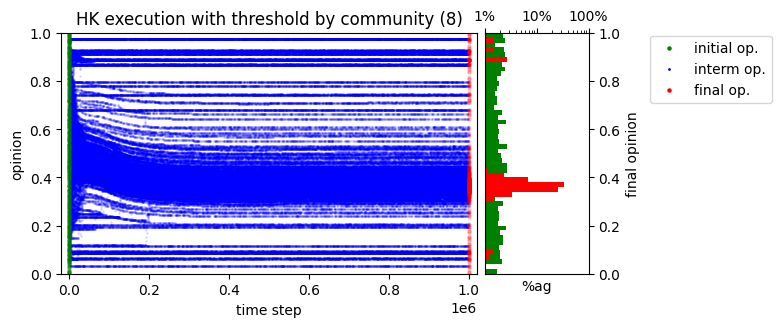 HK execution with threshold by community (8)
1% 10% 100%
initial op.
interm op.
final op.
opinion
1.0
0.8
0.6
0.4
0.2
0.0
1.0
0.8
0.6
0.4
0.2
0.0
final opinion
0.0 0.2 0.4 0.6 0.8 1.0
1e6
time step
%ag